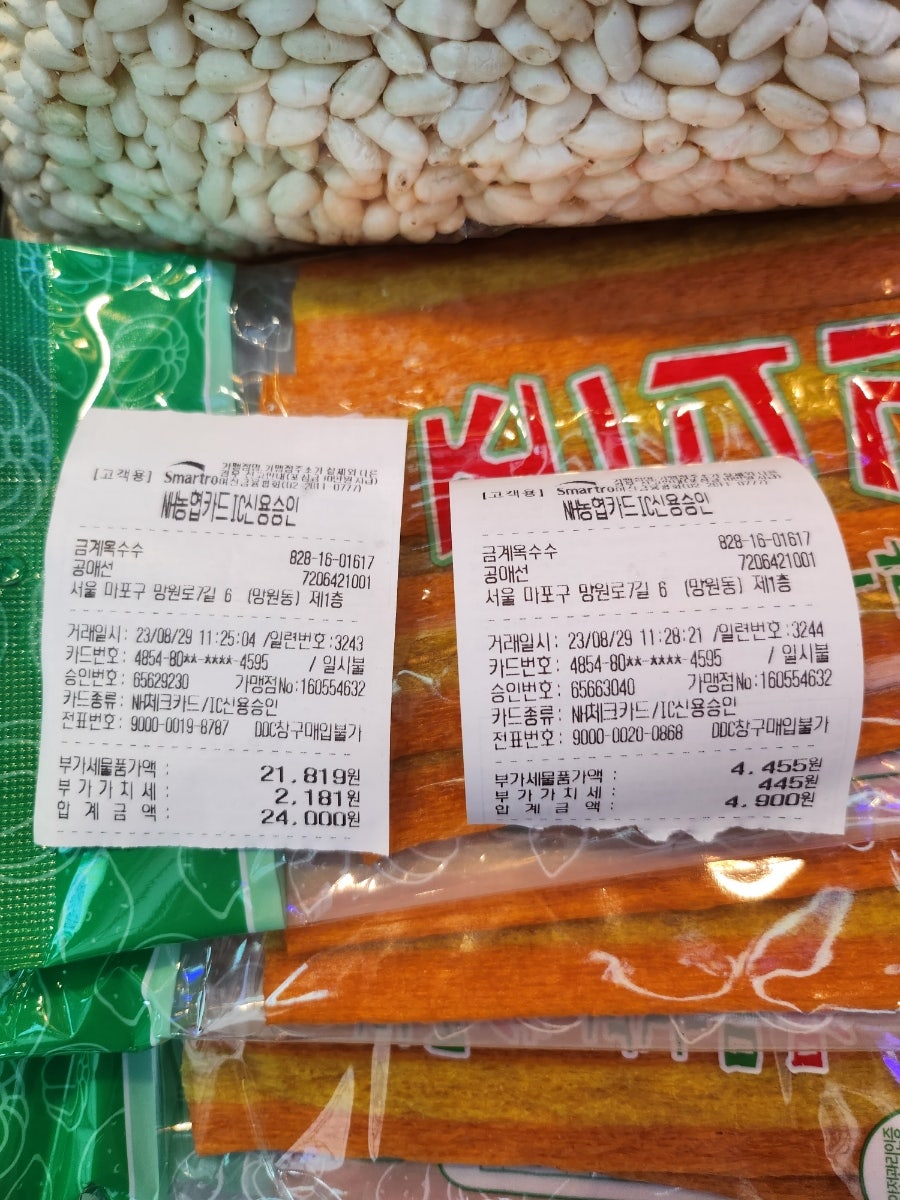 [고객용] Smartro
(02-2011-0777)
NH농협카드IC신용승인
금계옥수수 828-16-01617
공애선 7206421001
서울 마포구 망원로7길 6 (망원동) 제1층
거래일시: 23/08/29 11:25:04 /일련번호:3243
카드번호: 4854-80**-****-4595 / 일시불
승인번호: 65629230 가맹점No:160554632
카드종류: NH체크카드/IC신용승인
전표번호: 9000-0019-8787 DDC창구매입불가
부가세물품가액 : 21,819원
부 가 가 치 세 : 2,181원
합 계 금 액 : 24,000원
[고객용] Smartro
NH농협카드IC신용승인
금계옥수수 828-16-01617
공애선 7206421001
서울 마포구 망원로7길 6 (망원동) 제1층
거래일시: 23/08/29 11:28:21 /일련번호:3244
카드번호: 4854-80**-****-4595 / 일시불
승인번호: 65663040 가맹점No:160554632
카드종류: NH체크카드/IC신용승인
전표번호: 9000-0020-0868 DDC창구매입불가
부가세물품가액 : 4,455원
부 가 가 치 세 : 445원
합 계 금 액 : 4,900원